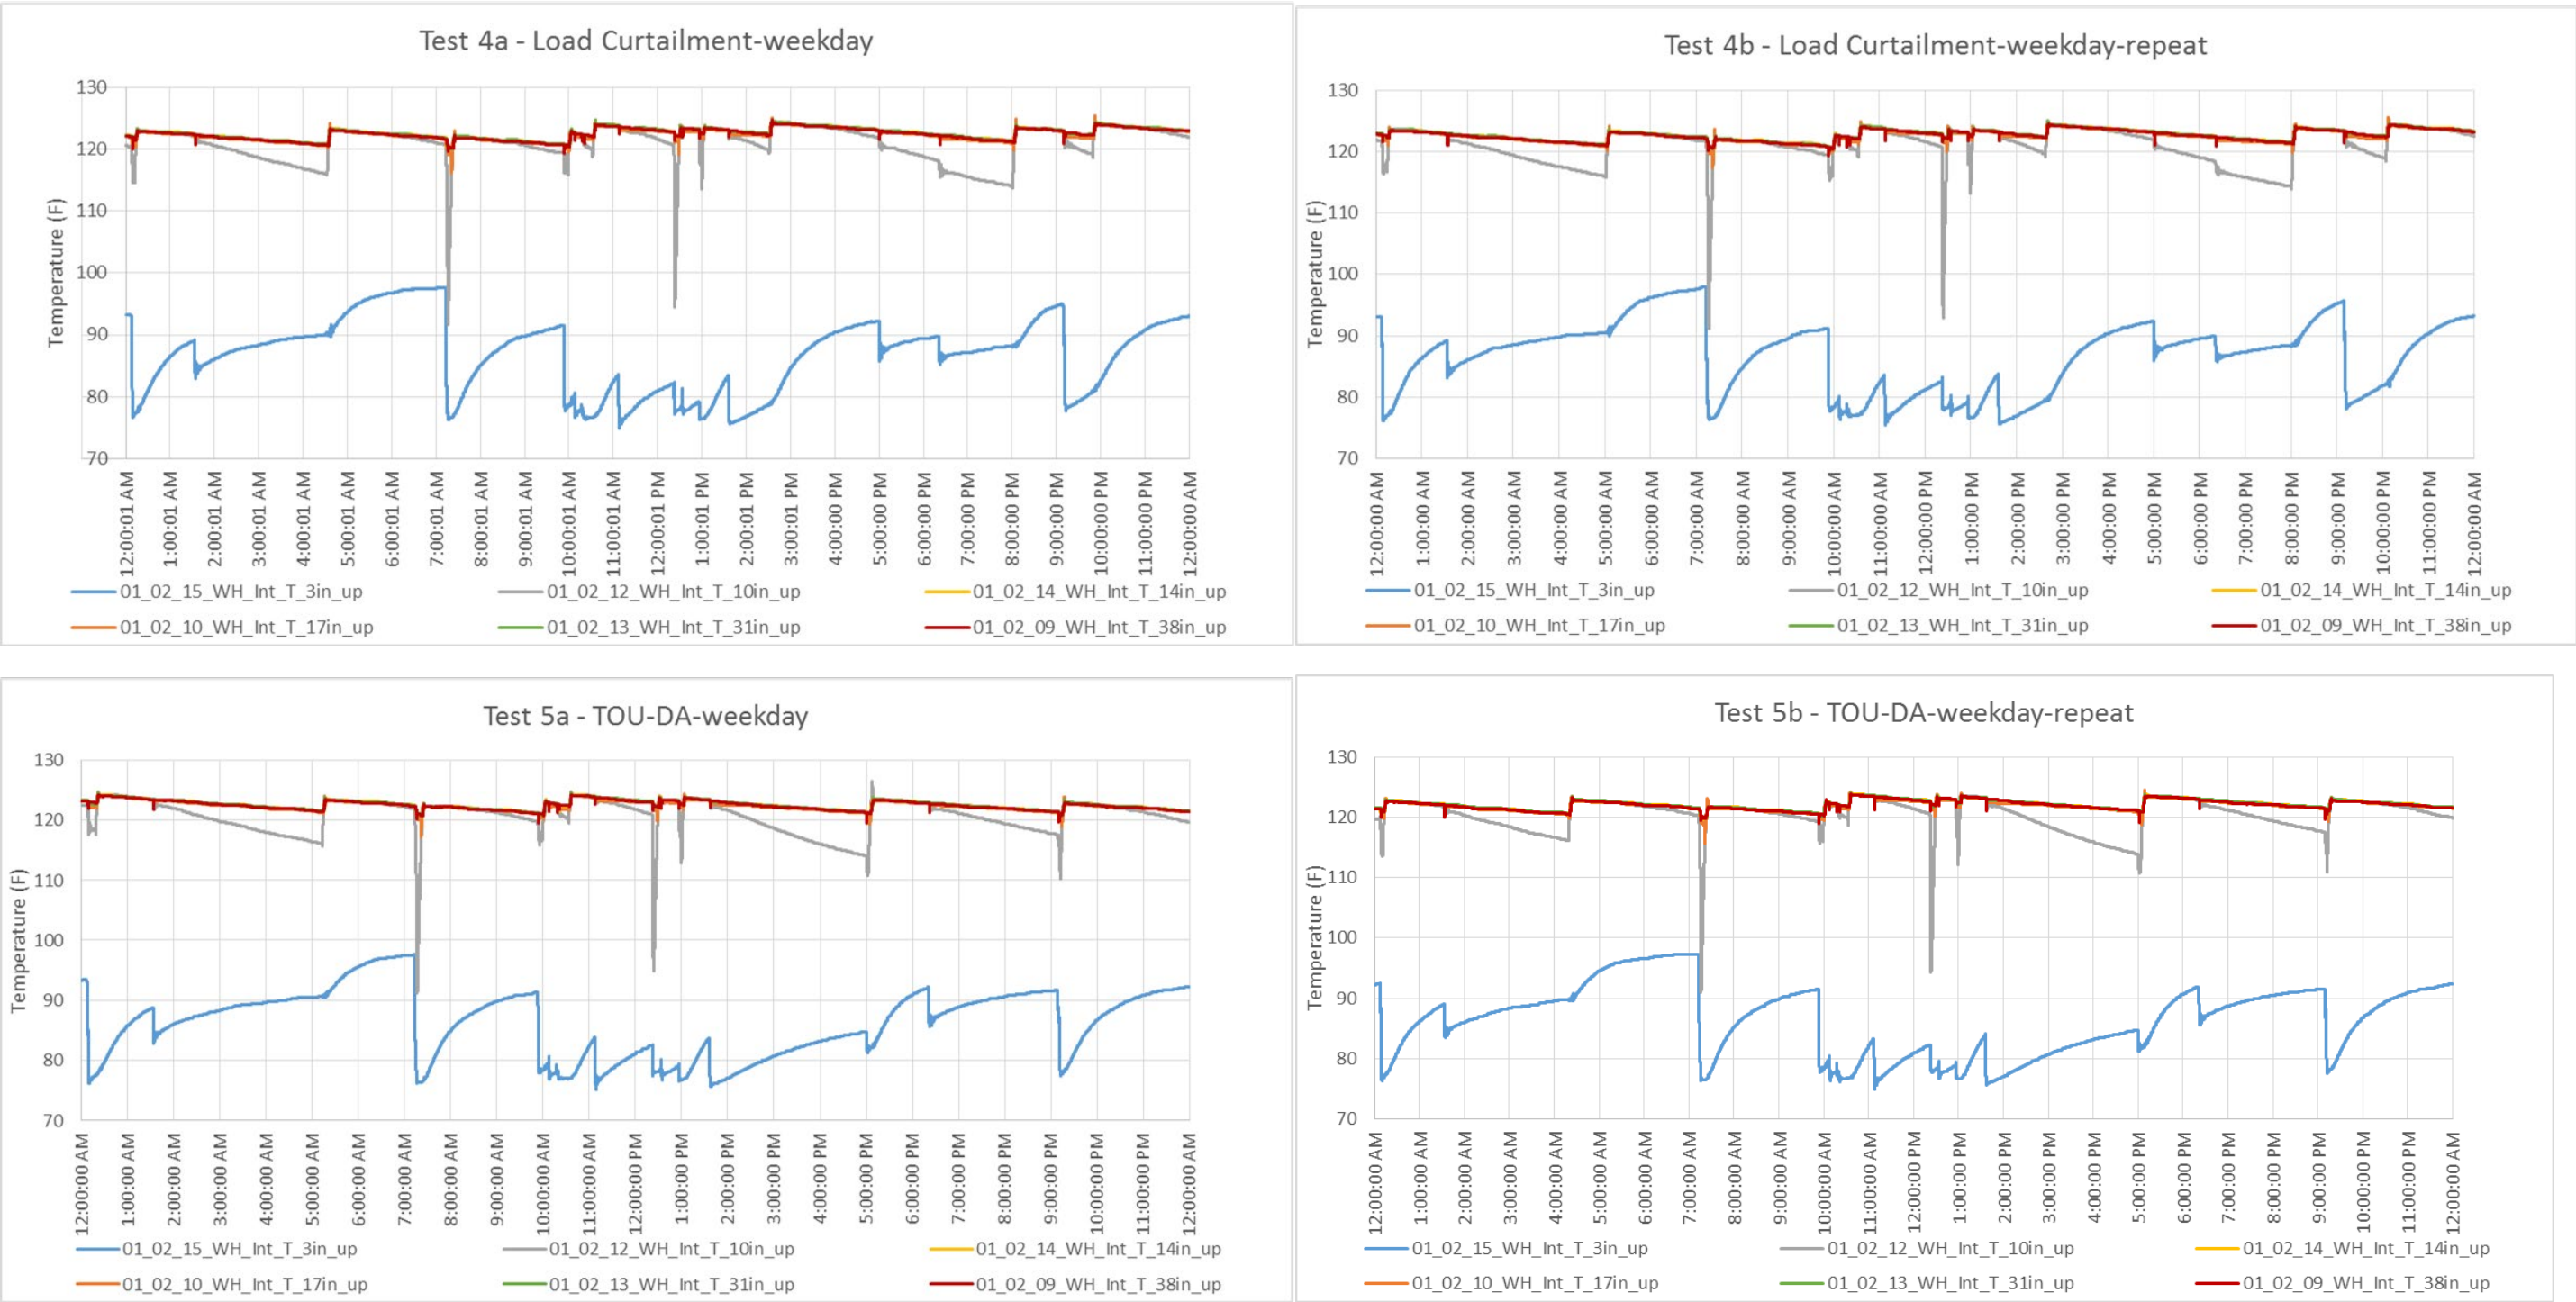 Test 4a - Load Curtailment-weekday
Temperature (F)
130
120
110
100
90
80
70
12:00:01 AM
1:00:01 AM
2:00:01 AM
3:00:01 AM
4:00:01 AM
5:00:01 AM
6:00:01 AM
7:00:01 AM
8:00:01 AM
9:00:01 AM
10:00:01 AM
11:00:01 AM
12:00:01 PM
1:00:01 PM
2:00:01 PM
3:00:01 PM
4:00:00 PM
5:00:00 PM
6:00:00 PM
7:00:00 PM
8:00:00 PM
9:00:00 PM
10:00:00 PM
11:00:00 PM
12:00:00 AM
01_02_15_WH_Int_T_3in_up
01_02_12_WH_Int_T_10in_up
01_02_14_WH_Int_T_14in_up
01_02_10_WH_Int_T_17in_up
01_02_13_WH_Int_T_31in_up
01_02_09_WH_Int_T_38in_up
Test 4b - Load Curtailment-weekday-repeat
Temperature (F)
130
120
110
100
90
80
70
12:00:00 AM
1:00:00 AM
2:00:00 AM
3:00:00 AM
4:00:00 AM
5:00:00 AM
6:00:00 AM
7:00:00 AM
8:00:00 AM
9:00:00 AM
10:00:00 AM
11:00:00 AM
12:00:00 PM
1:00:00 PM
2:00:00 PM
3:00:00 PM
4:00:00 PM
5:00:00 PM
6:00:00 PM
7:00:00 PM
8:00:00 PM
9:00:00 PM
10:00:00 PM
11:00:00 PM
12:00:00 AM
01_02_15_WH_Int_T_3in_up
01_02_12_WH_Int_T_10in_up
01_02_14_WH_Int_T_14in_up
01_02_10_WH_Int_T_17in_up
01_02_13_WH_Int_T_31in_up
01_02_09_WH_Int_T_38in_up
Test 5a - TOU-DA-weekday
Temperature (F)
130
120
110
100
90
80
70
12:00:00 AM
1:00:00 AM
2:00:00 AM
3:00:00 AM
4:00:00 AM
5:00:00 AM
6:00:00 AM
7:00:00 AM
8:00:00 AM
9:00:00 AM
10:00:00 AM
11:00:00 AM
12:00:00 PM
1:00:00 PM
2:00:00 PM
3:00:00 PM
4:00:00 PM
5:00:00 PM
6:00:00 PM
7:00:00 PM
8:00:00 PM
9:00:00 PM
10:00:00 PM
11:00:00 PM
12:00:00 AM
01_02_15_WH_Int_T_3in_up
01_02_12_WH_Int_T_10in_up
01_02_14_WH_Int_T_14in_up
01_02_10_WH_Int_T_17in_up
01_02_13_WH_Int_T_31in_up
01_02_09_WH_Int_T_38in_up
Test 5b - TOU-DA-weekday-repeat
Temperature (F)
130
120
110
100
90
80
70
12:00:00 AM
1:00:00 AM
2:00:00 AM
3:00:00 AM
4:00:00 AM
5:00:00 AM
6:00:00 AM
7:00:00 AM
8:00:00 AM
9:00:00 AM
10:00:00 AM
11:00:00 AM
12:00:00 PM
1:00:00 PM
2:00:00 PM
3:00:00 PM
4:00:00 PM
5:00:00 PM
6:00:00 PM
7:00:00 PM
8:00:00 PM
9:00:00 PM
10:00:00 PM
11:00:00 PM
12:00:00 AM
01_02_15_WH_Int_T_3in_up
01_02_12_WH_Int_T_10in_up
01_02_14_WH_Int_T_14in_up
01_02_10_WH_Int_T_17in_up
01_02_13_WH_Int_T_31in_up
01_02_09_WH_Int_T_38in_up